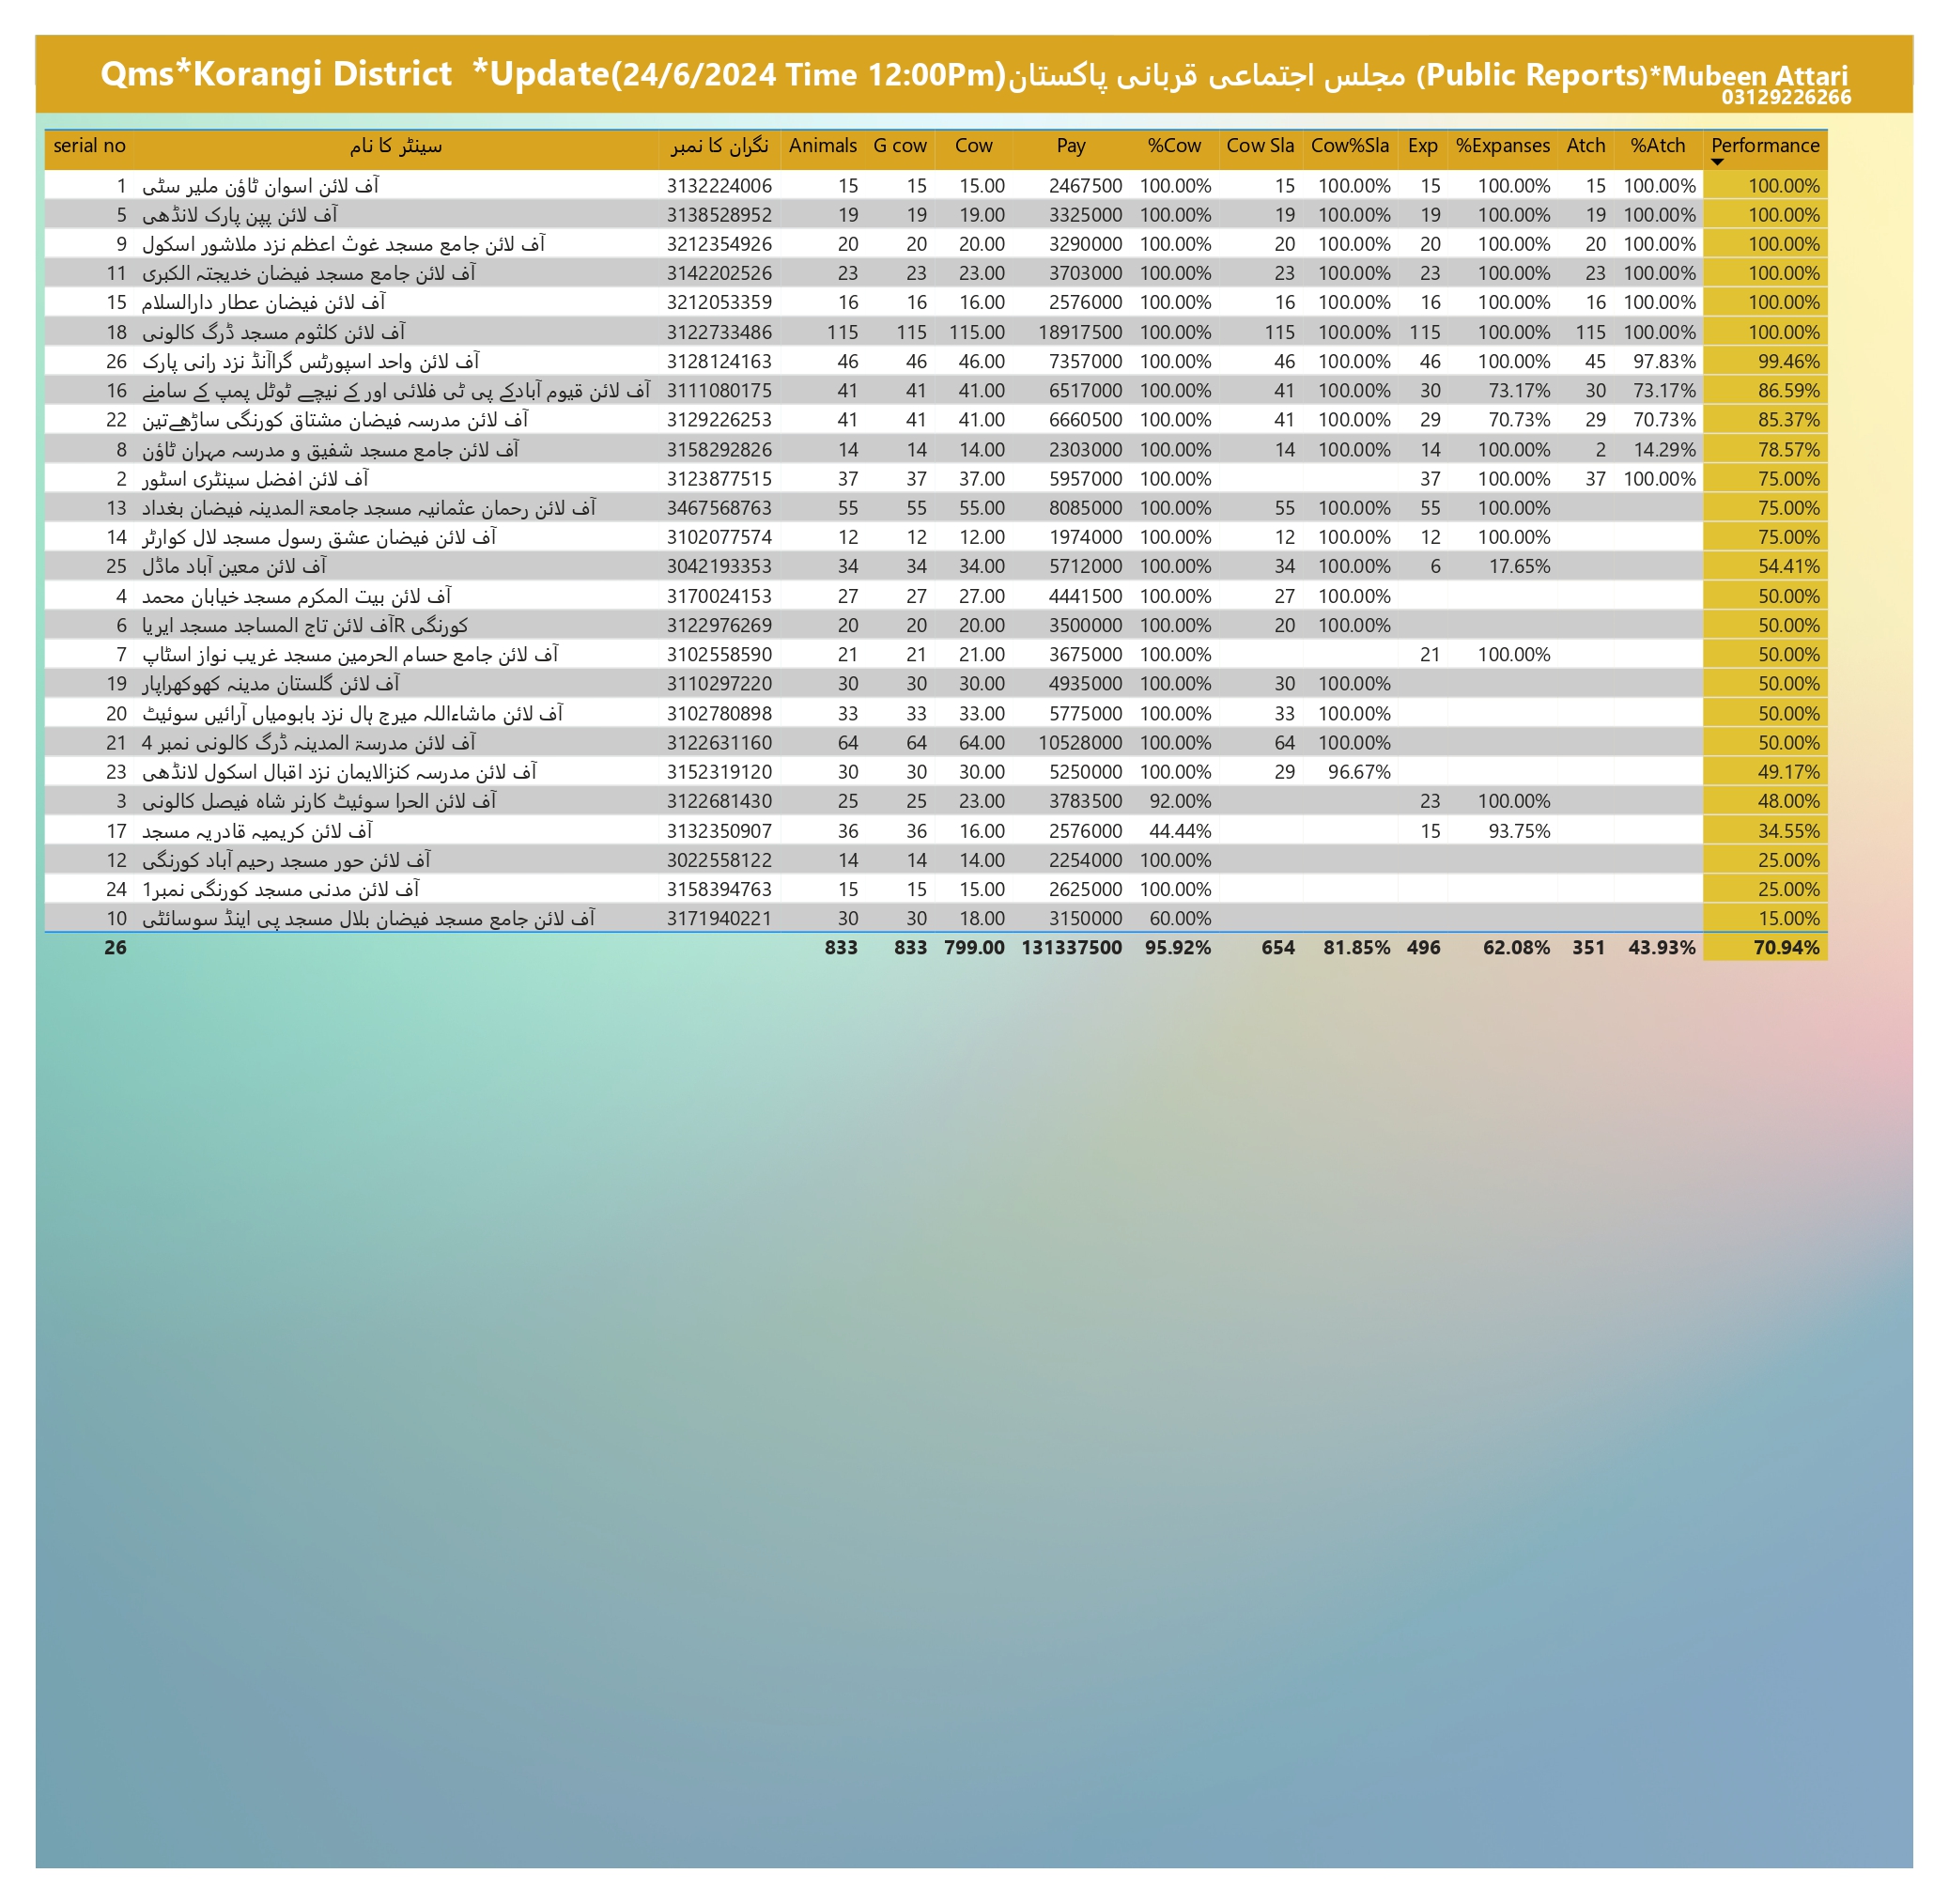 Qms*Korangi District *Update(24/6/2024 Time 12:00Pm)مجلس اجتماعی قربانی پاکستان (Public Reports)*Mubeen Attari
03129226266
serial no سینٹر کا نام نگران کا نمبر Animals G cow Cow Pay %Cow Cow Sla Cow%Sla Exp %Expanses Atch %Atch Performance
1 آف لائن اسوان ٹاؤن ملیر سٹی 3132224006 15 15 15.00 2467500 100.00% 15 100.00% 15 100.00% 15 100.00% 100.00%
5 آف لائن پپن پارک لانڈھی 3138528952 19 19 19.00 3325000 100.00% 19 100.00% 19 100.00% 19 100.00% 100.00%
9 آف لائن جامع مسجد غوث اعظم نزد ملاشور اسکول 3212354926 20 20 20.00 3290000 100.00% 20 100.00% 20 100.00% 20 100.00% 100.00%
11 آف لائن جامع مسجد فیضان خدیجتہ الکبری 3142202526 23 23 23.00 3703000 100.00% 23 100.00% 23 100.00% 23 100.00% 100.00%
15 آف لائن فیضان عطار دارالسلام 3212053359 16 16 16.00 2576000 100.00% 16 100.00% 16 100.00% 16 100.00% 100.00%
18 آف لائن کلثوم مسجد ڈرگ کالونی 3122733486 115 115 115.00 18917500 100.00% 115 100.00% 115 100.00% 115 100.00% 100.00%
26 آف لائن واحد اسپورٹس گراآنڈ نزد رانی پارک 3128124163 46 46 46.00 7357000 100.00% 46 100.00% 46 100.00% 45 97.83% 99.46%
16 آف لائن قیوم آبادکے پی ٹی فلائی اور کے نیچے ٹوٹل پمپ کے سامنے 3111080175 41 41 41.00 6517000 100.00% 41 100.00% 30 73.17% 30 73.17% 86.59%
22 آف لائن مدرسہ فیضان مشتاق کورنگی ساڑھےتین 3129226253 41 41 41.00 6660500 100.00% 41 100.00% 29 70.73% 29 70.73% 85.37%
8 آف لائن جامع مسجد شفیق و مدرسہ مہران ٹاؤن 3158292826 14 14 14.00 2303000 100.00% 14 100.00% 14 100.00% 2 14.29% 78.57%
2 آف لائن افضل سینٹری اسٹور 3123877515 37 37 37.00 5957000 100.00% 37 100.00% 37 100.00% 75.00%
13 آف لائن رحمان عثمانیہ مسجد جامعۃ المدینہ فیضان بغداد 3467568763 55 55 55.00 8085000 100.00% 55 100.00% 55 100.00% 75.00%
14 آف لائن فیضان عشق رسول مسجد لال کوارٹر 3102077574 12 12 12.00 1974000 100.00% 12 100.00% 12 100.00% 75.00%
25 آف لائن معین آباد ماڈل 3042193353 34 34 34.00 5712000 100.00% 34 100.00% 6 17.65% 54.41%
4 آف لائن بیت المکرم مسجد خیابان محمد 3170024153 27 27 27.00 4441500 100.00% 27 100.00% 50.00%
6 آف لائن تاج المساجد مسجد ایریاR کورنگی 3122976269 20 20 20.00 3500000 100.00% 20 100.00% 50.00%
7 آف لائن جامع حسام الحرمین مسجد غریب نواز اسٹاپ 3102558590 21 21 21.00 3675000 100.00% 21 100.00% 50.00%
19 آف لائن گلستان مدینہ کھوکھراپار 3110297220 30 30 30.00 4935000 100.00% 30 100.00% 50.00%
20 آف لائن ماشاءاللہ میرج ہال نزد بابومیاں آرائیں سوئیٹ 3102780898 33 33 33.00 5775000 100.00% 33 100.00% 50.00%
21 آف لائن مدرسۃ المدینہ ڈرگ کالونی نمبر 4 3122631160 64 64 64.00 10528000 100.00% 64 100.00% 50.00%
23 آف لائن مدرسہ کنزالایمان نزد اقبال اسکول لانڈھی 3152319120 30 30 30.00 5250000 100.00% 29 96.67% 49.17%
3 آف لائن الحرا سوئیٹ کارنر شاہ فیصل کالونی 3122681430 25 25 23.00 3783500 92.00% 23 100.00% 48.00%
17 آف لائن کریمیہ قادریہ مسجد 3132350907 36 36 16.00 2576000 44.44% 15 93.75% 34.55%
12 آف لائن حور مسجد رحیم آباد کورنگی 3022558122 14 14 14.00 2254000 100.00% 25.00%
24 آف لائن مدنی مسجد کورنگی نمبر1 3158394763 15 15 15.00 2625000 100.00% 25.00%
10 آف لائن جامع مسجد فیضان بلال مسجد پی اینڈ سوسائٹی 3171940221 30 30 18.00 3150000 60.00% 15.00%
26 833 833 799.00 131337500 95.92% 654 81.85% 496 62.08% 351 43.93% 70.94%